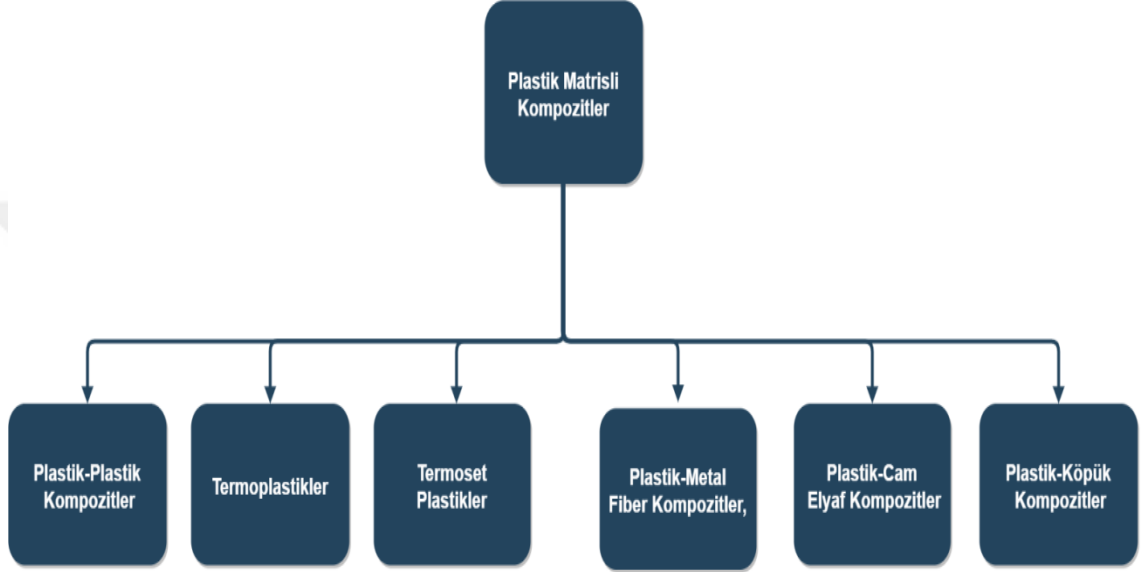 Plastik Matrisli
Kompozitler
Plastik-Plastik
Kompozitler
Termoplastikler
Termoset
Plastikler
Plastik-Metal
Fiber Kompozitler,
Plastik-Cam
Elyaf Kompozitler
Plastik-Köpük
Kompozitler